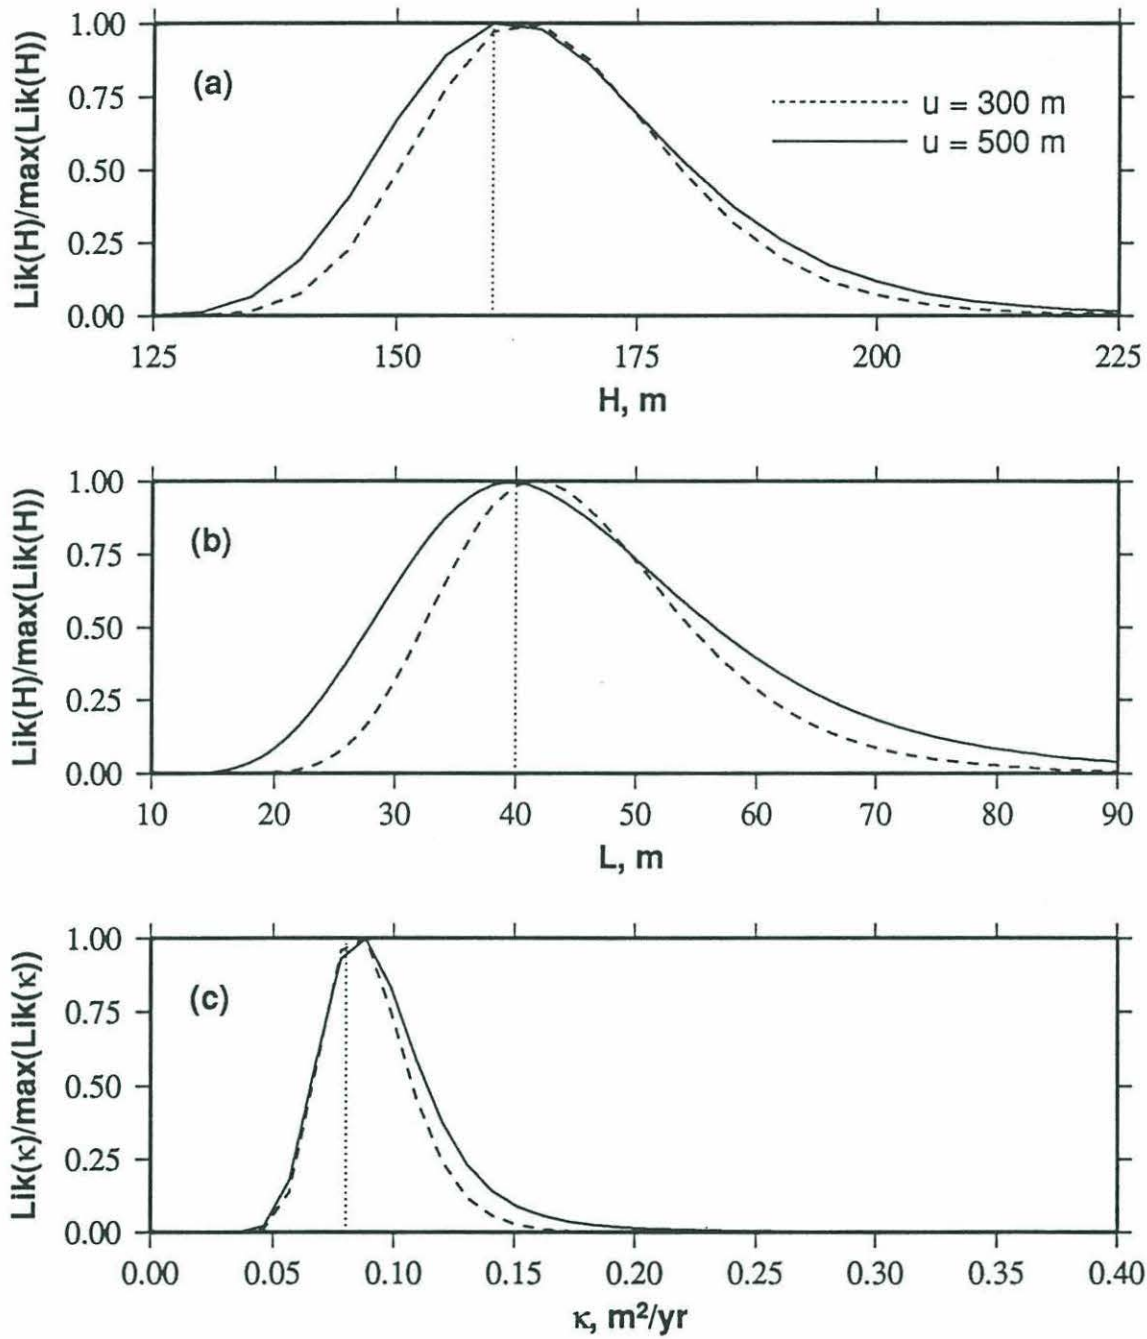 Lik(H)/max(Lik(H))
1.00
0.75
0.50
0.25
0.00
(a)
u = 300 m
u = 500 m
125 150 175 200 225
H, m
Lik(H)/max(Lik(H))
1.00
0.75
0.50
0.25
0.00
(b)
10 20 30 40 50 60 70 80 90
L, m
Lik(κ)/max(Lik(κ))
1.00
0.75
0.50
0.25
0.00
(c)
0.00 0.05 0.10 0.15 0.20 0.25 0.30 0.35 0.40
κ, m²/yr